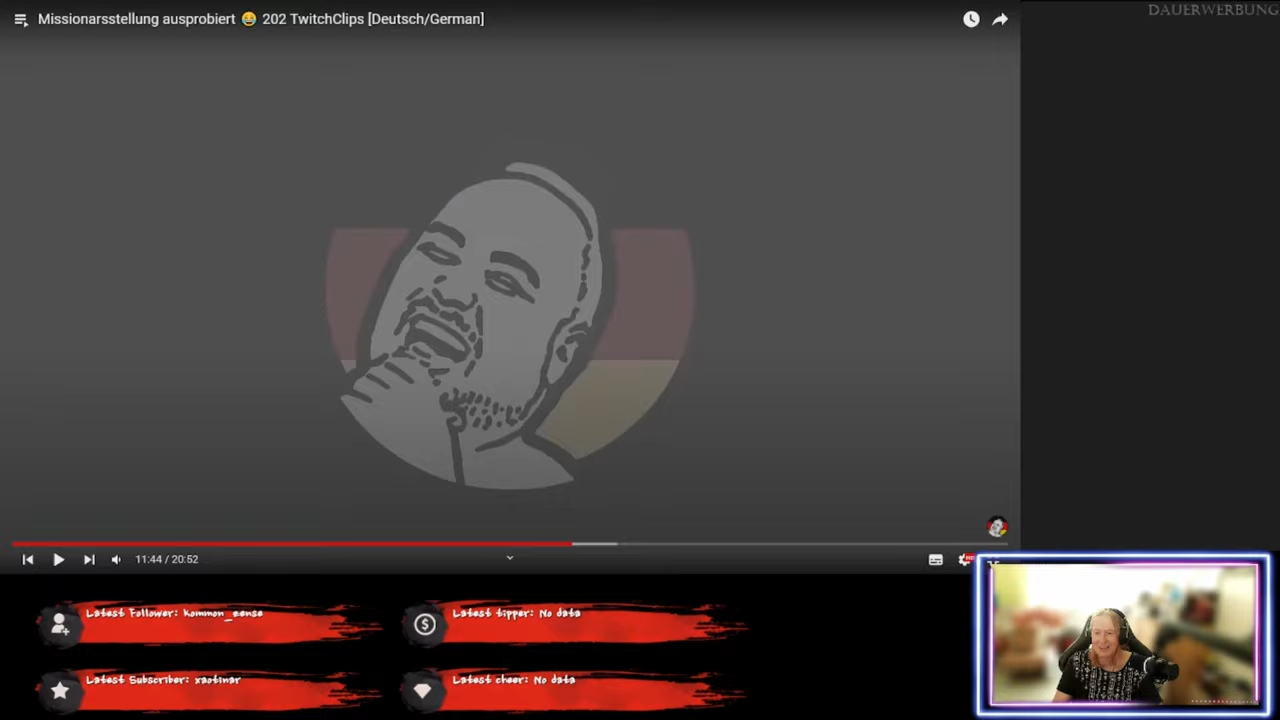 Missionarsstellung ausprobiert 😂 202 TwitchClips [Deutsch/German]
DAUERWERBUNG
11:44 / 20:52
Latest Follower: Kommon_sense
Latest tipper: No data
Latest Subscriber: xaotinar
Latest cheer: No data